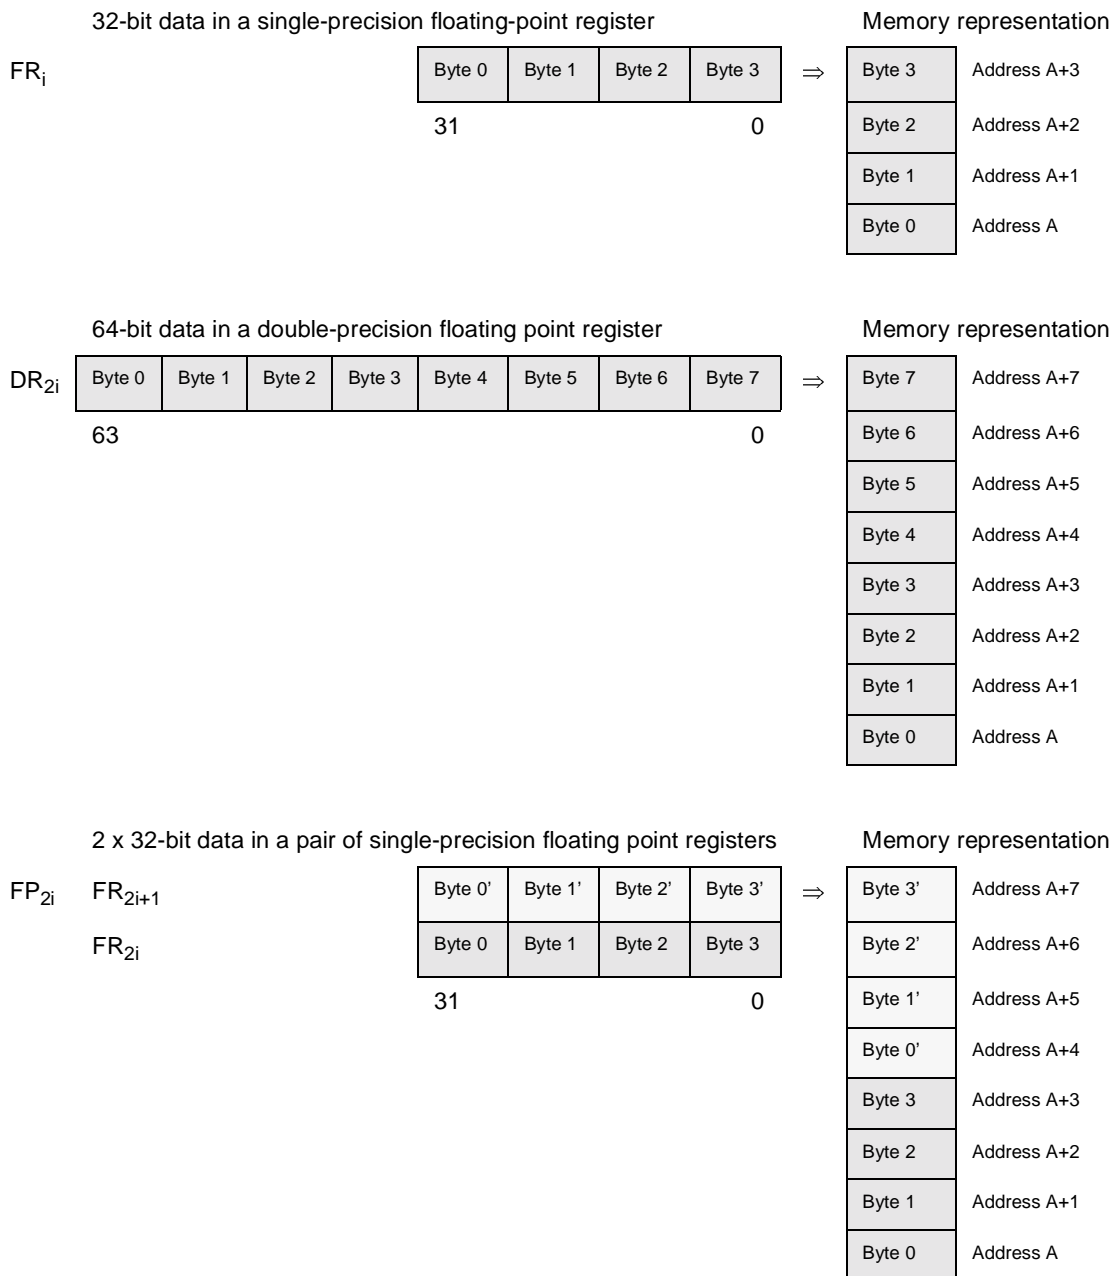 32-bit data in a single-precision floating-point register Memory representation
FRi Byte 0 Byte 1 Byte 2 Byte 3 ⇒ Byte 3 Address A+3
31 0 Byte 2 Address A+2
Byte 1 Address A+1
Byte 0 Address A
64-bit data in a double-precision floating point register Memory representation
DR2i Byte 0 Byte 1 Byte 2 Byte 3 Byte 4 Byte 5 Byte 6 Byte 7 ⇒ Byte 7 Address A+7
63 0 Byte 6 Address A+6
Byte 5 Address A+5
Byte 4 Address A+4
Byte 3 Address A+3
Byte 2 Address A+2
Byte 1 Address A+1
Byte 0 Address A
2 x 32-bit data in a pair of single-precision floating point registers Memory representation
FP2i FR2i+1 Byte 0’ Byte 1’ Byte 2’ Byte 3’ ⇒ Byte 3’ Address A+7
FR2i Byte 0 Byte 1 Byte 2 Byte 3 Byte 2’ Address A+6
31 0 Byte 1’ Address A+5
Byte 0’ Address A+4
Byte 3 Address A+3
Byte 2 Address A+2
Byte 1 Address A+1
Byte 0 Address A